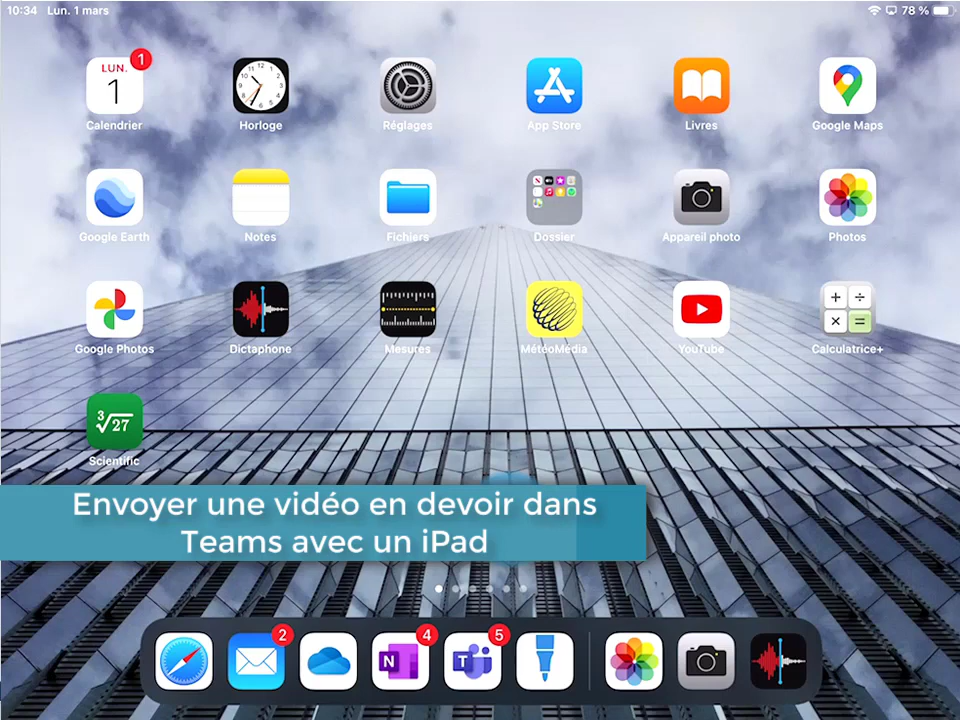 10:34 Lun. 1 mars
78 %
LUN.
1
1
Calendrier
Horloge
Réglages
App Store
Livres
Google Maps
Google Earth
Notes
Fichiers
Dossier
Appareil photo
Photos
Google Photos
Dictaphone
Mesures
MétéoMédia
YouTube
Calculatrice+
+ ÷
× =
3√27
Scientific
Envoyer une vidéo en devoir dans
Teams avec un iPad
2
4
5
N
T